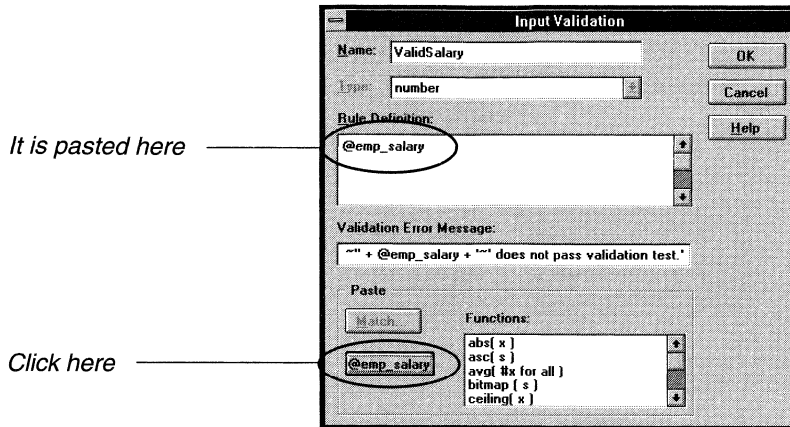 Input Validation
Name: ValidSalary
OK
Type: number
Cancel
Rule Definition:
Help
It is pasted here
@emp_salary
Validation Error Message:
~'' + @emp_salary + '~' does not pass validation test.'
Paste
Match...
Functions:
abs( x )
asc( s )
Click here
@emp_salary
avg( #x for all )
bitmap ( s )
ceiling( x )